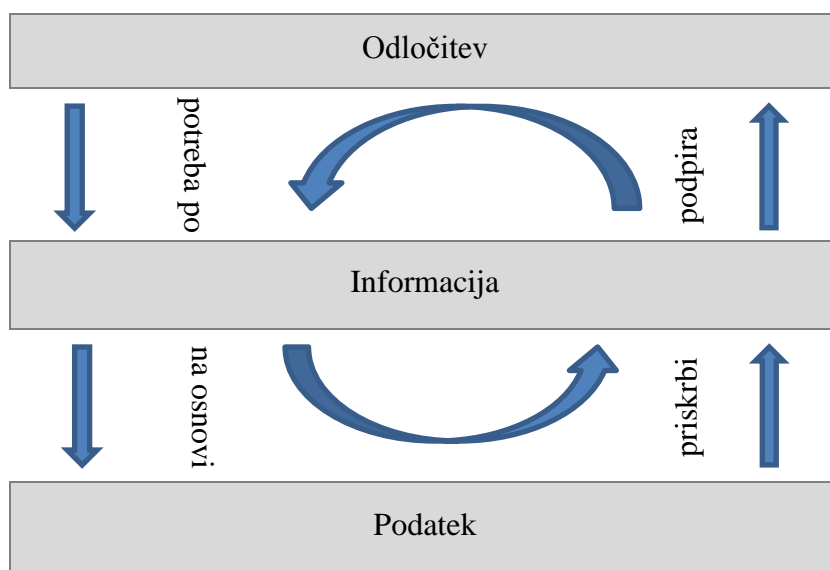 Odločitev
potreba po
podpira
Informacija
na osnovi
priskrbi
Podatek